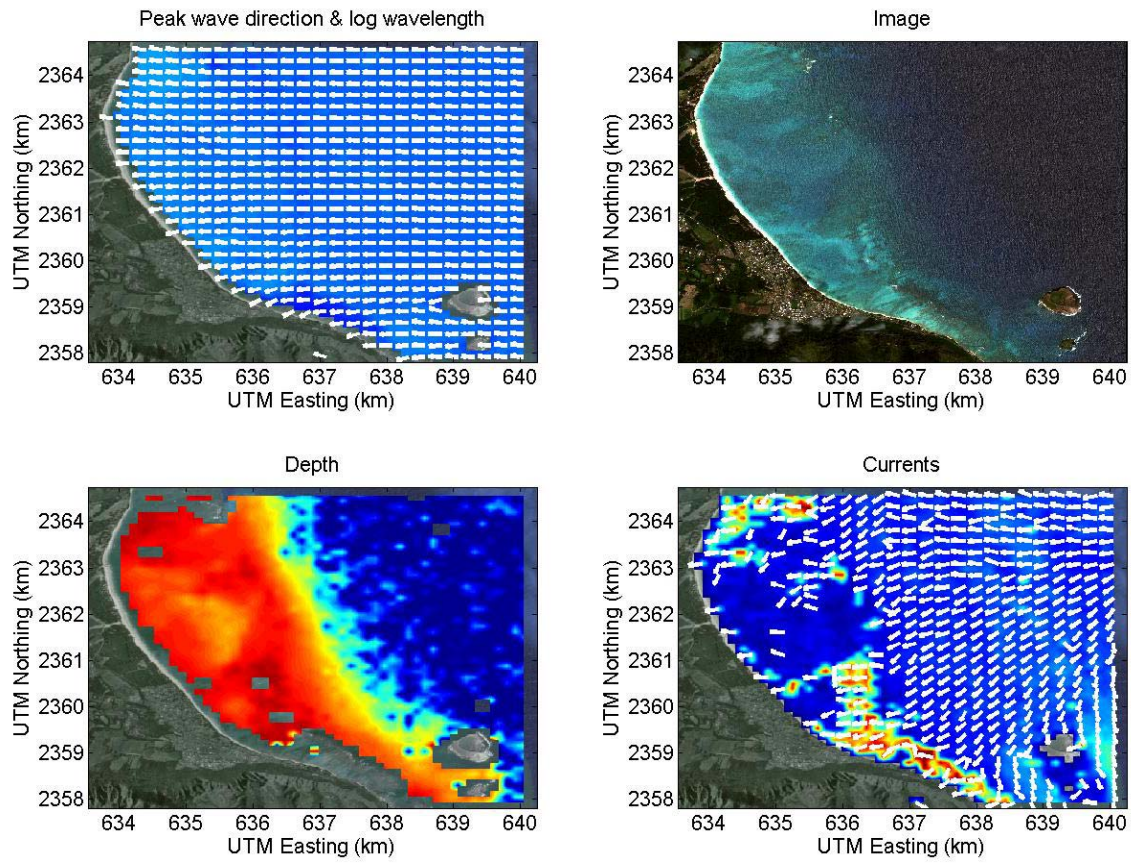 Peak wave direction & log wavelength
UTM Northing (km)
2364
2363
2362
2361
2360
2359
2358
634 635 636 637 638 639 640
UTM Easting (km)
Image
UTM Northing (km)
2364
2363
2362
2361
2360
2359
2358
634 635 636 637 638 639 640
UTM Easting (km)
Depth
UTM Northing (km)
2364
2363
2362
2361
2360
2359
2358
634 635 636 637 638 639 640
UTM Easting (km)
Currents
UTM Northing (km)
2364
2363
2362
2361
2360
2359
2358
634 635 636 637 638 639 640
UTM Easting (km)